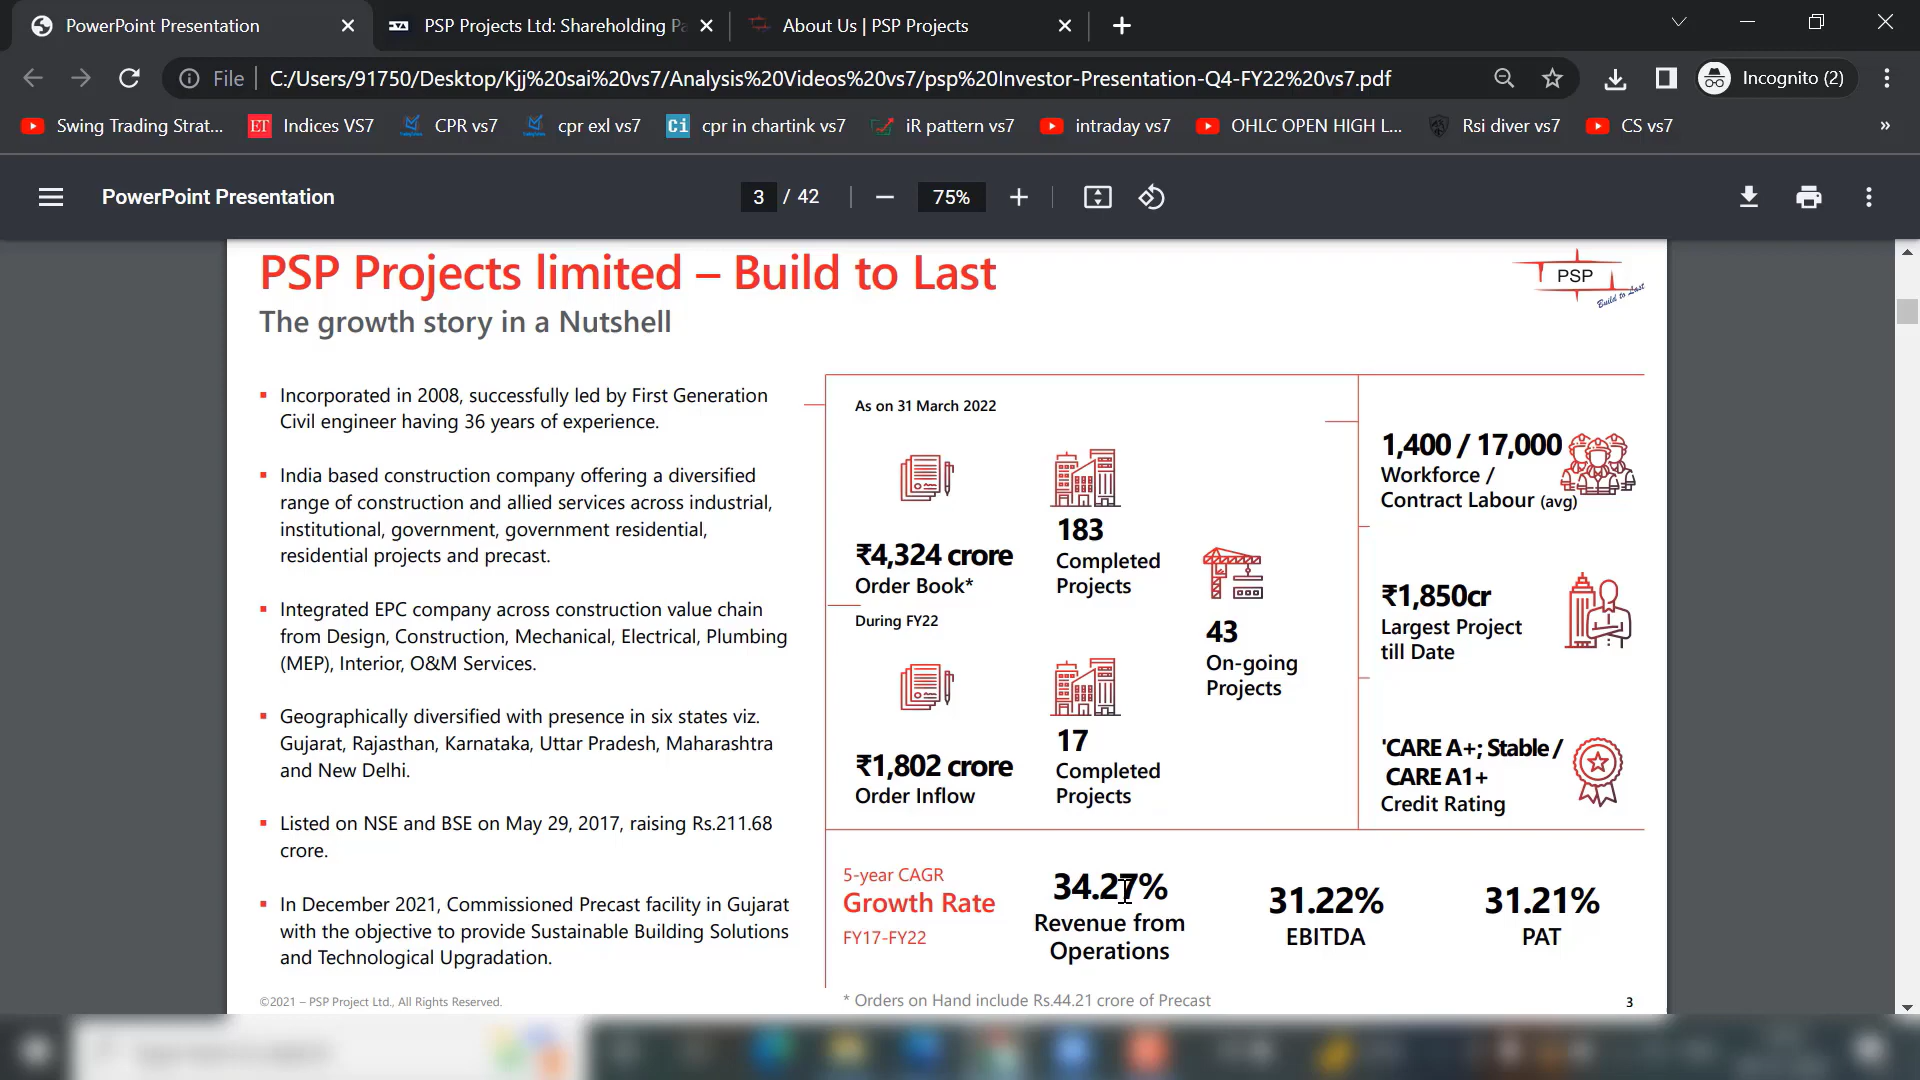 PowerPoint Presentation
PSP Projects Ltd: Shareholding Pa
About Us | PSP Projects
File
C:/Users/91750/Desktop/Kjj%20sai%20vs7/Analysis%20Videos%20vs7/psp%20Investor-Presentation-Q4-FY22%20vs7.pdf
Incognito (2)
Swing Trading Strat...
ET Indices VS7
CPR vs7
cpr exl vs7
Ci cpr in chartink vs7
iR pattern vs7
intraday vs7
OHLC OPEN HIGH L...
Rsi diver vs7
CS vs7
»
PowerPoint Presentation
3 / 42
75%
PSP Projects limited – Build to Last
The growth story in a Nutshell
PSP
Build to Last
Incorporated in 2008, successfully led by First Generation
Civil engineer having 36 years of experience.
India based construction company offering a diversified
range of construction and allied services across industrial,
institutional, government, government residential,
residential projects and precast.
Integrated EPC company across construction value chain
from Design, Construction, Mechanical, Electrical, Plumbing
(MEP), Interior, O&M Services.
Geographically diversified with presence in six states viz.
Gujarat, Rajasthan, Karnataka, Uttar Pradesh, Maharashtra
and New Delhi.
Listed on NSE and BSE on May 29, 2017, raising Rs.211.68
crore.
In December 2021, Commissioned Precast facility in Gujarat
with the objective to provide Sustainable Building Solutions
and Technological Upgradation.
As on 31 March 2022
₹4,324 crore
Order Book*
183
Completed
Projects
During FY22
₹1,802 crore
Order Inflow
17
Completed
Projects
43
On-going
Projects
1,400 / 17,000
Workforce /
Contract Labour (avg)
₹1,850cr
Largest Project
till Date
'CARE A+; Stable /
CARE A1+
Credit Rating
5-year CAGR
Growth Rate
FY17-FY22
34.27%
Revenue from
Operations
31.22%
EBITDA
31.21%
PAT
©2021 – PSP Project Ltd., All Rights Reserved.
* Orders on Hand include Rs.44.21 crore of Precast
3